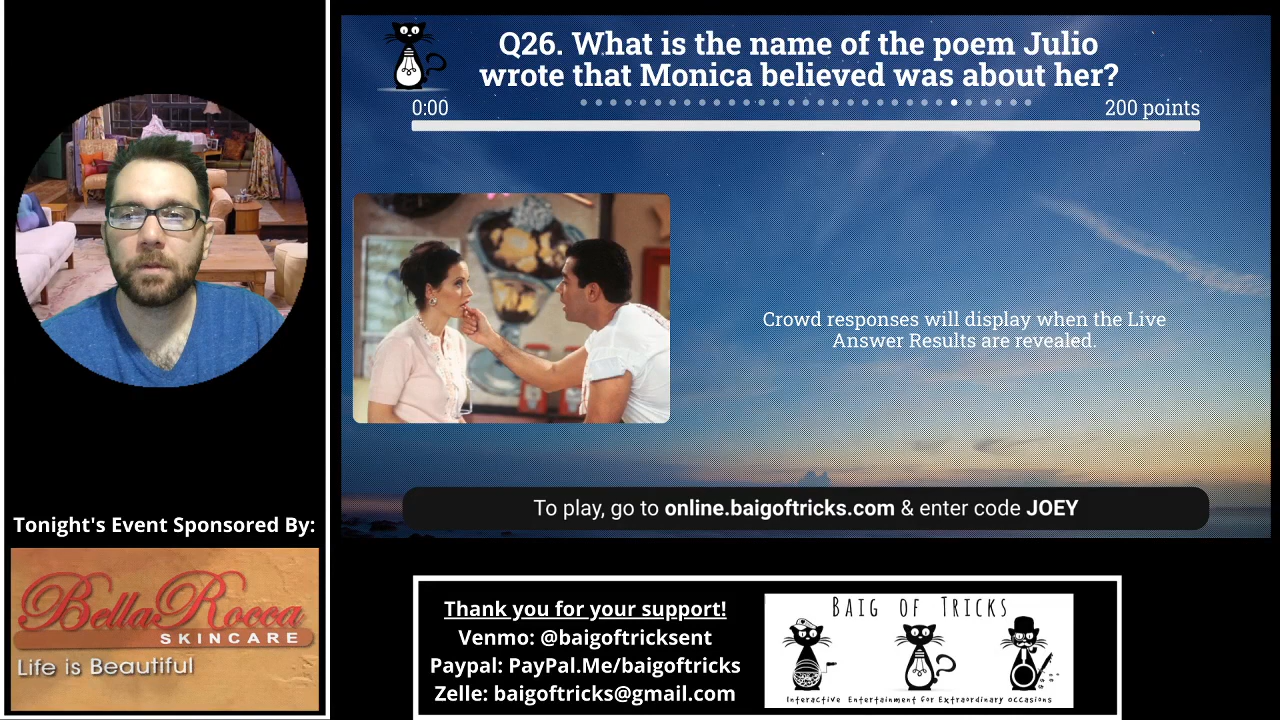 Q26. What is the name of the poem Julio
wrote that Monica believed was about her?
0:00
200 points
Crowd responses will display when the Live
Answer Results are revealed.
To play, go to online.baigoftricks.com & enter code JOEY
Tonight's Event Sponsored By:
BellaRocca
SKINCARE
Life is Beautiful
Thank you for your support!
Venmo: @baigoftricksent
Paypal: PayPal.Me/baigoftricks
Zelle: baigoftricks@gmail.com
BAIG OF TRICKS
Interactive Entertainment for Extraordinary occasions